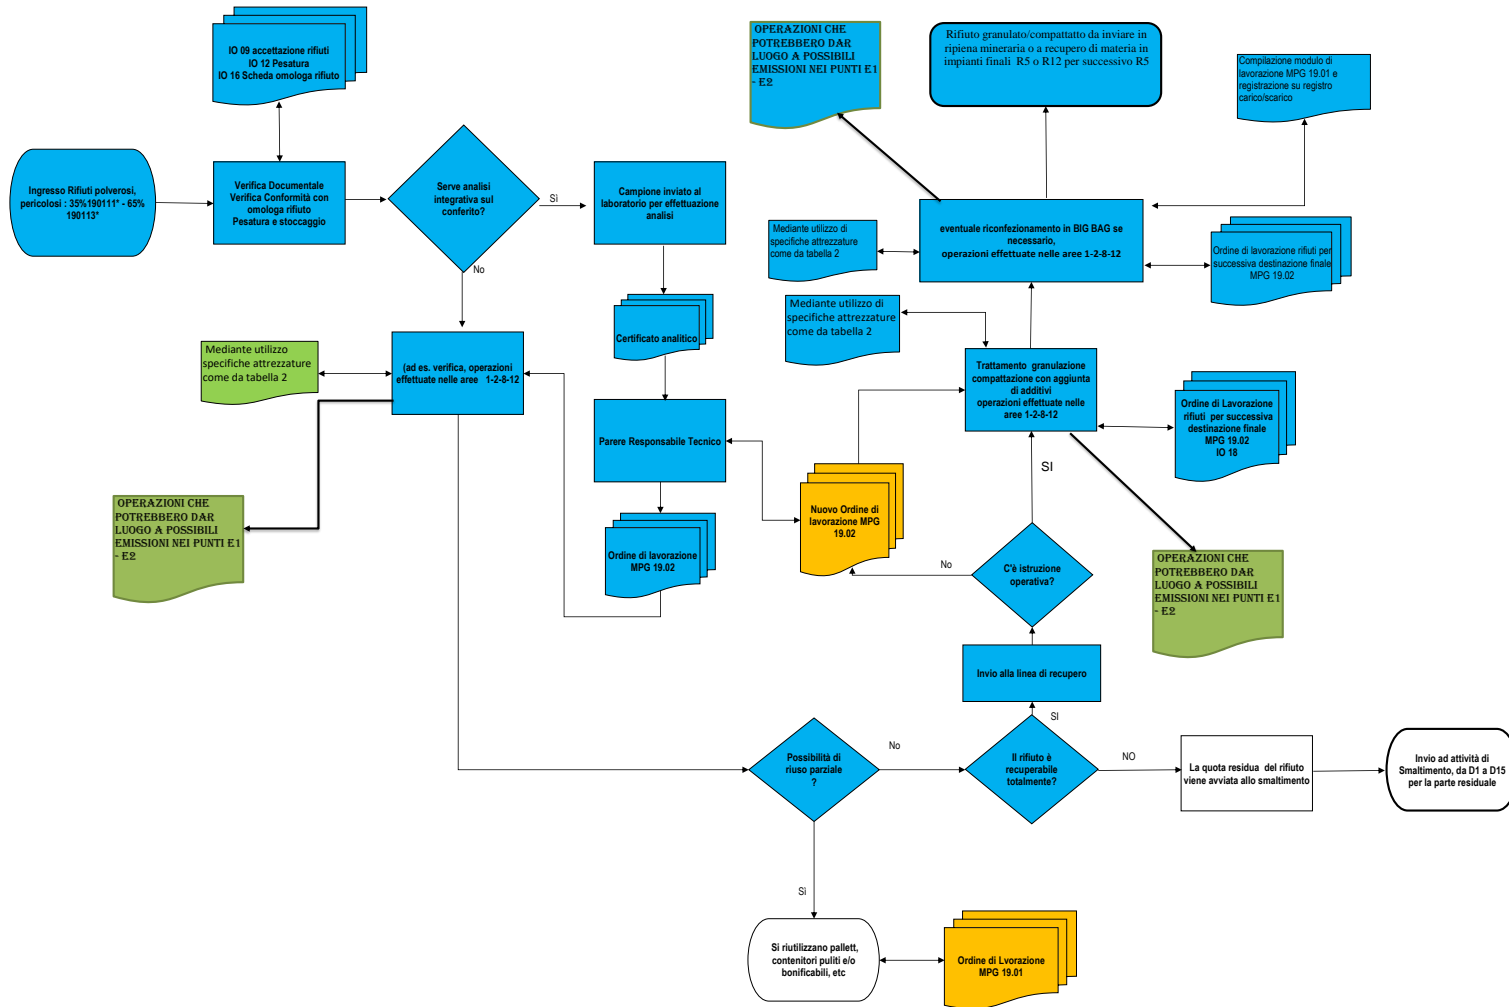 IO 09 accettazione rifiuti
IO 12 Pesatura
IO 16 Scheda omologa rifiuto
OPERAZIONI CHE
POTREBBERO DAR
LUOGO A POSSIBILI
EMISSIONI NEI PUNTI E1
- E2
Rifiuto granulato/compattatto da inviare in
ripiena mineraria o a recupero di materia in
impianti finali  R5 o R12 per successivo R5
Compilazione modulo di
lavorazione MPG 19.01 e
registrazione su registro
carico/scarico
Ingresso Rifiuti polverosi,
pericolosi : 35%190111* - 65%
190113*
Verifica Documentale
Verifica Conformità con
omologa rifiuto
Pesatura e stoccaggio
Serve analisi
integrativa sul
conferito?
Sì
No
Campione inviato al
laboratorio per effettuazione
analisi
Mediante utilizzo di
specifiche attrezzature
come da tabella 2
eventuale riconfezionamento in BIG BAG se
necessario,
operazioni effettuate nelle aree 1-2-8-12
Ordine di lavorazione rifiuti per
successiva destinazione finale
MPG 19.02
Mediante utilizzo di
specifiche attrezzature
come da tabella 2
Certificato analitico
Mediante utilizzo
specifiche attrezzature
come da tabella 2
(ad es. verifica, operazioni
effettuate nelle aree   1-2-8-12
Trattamento  granulazione
compattazione con aggiunta
di additivi
operazioni effettuate nelle
aree 1-2-8-12
Ordine di Lavorazione
rifiuti  per successiva
destinazione finale
MPG 19.02
IO 18
Parere Responsabile Tecnico
SI
OPERAZIONI CHE
POTREBBERO DAR
LUOGO A POSSIBILI
EMISSIONI NEI PUNTI E1
- E2
Nuovo Ordine di
lavorazione MPG
19.02
Ordine di lavorazione
MPG 19.02
No
C'è istruzione
operativa?
OPERAZIONI CHE
POTREBBERO DAR
LUOGO A POSSIBILI
EMISSIONI NEI PUNTI E1
- E2
Invio alla linea di recupero
SI
Possibilità di
riuso parziale
?
No
Il rifiuto è
recuperabile
totalmente?
NO
La quota residua  del rifiuto
viene avviata allo smaltimento
Invio ad attività di
Smaltimento, da D1 a D15
per la parte residuale
Sì
Si riutilizzano pallett,
contenitori puliti e/o
bonificabili, etc
Ordine di Lvorazione
MPG 19.01